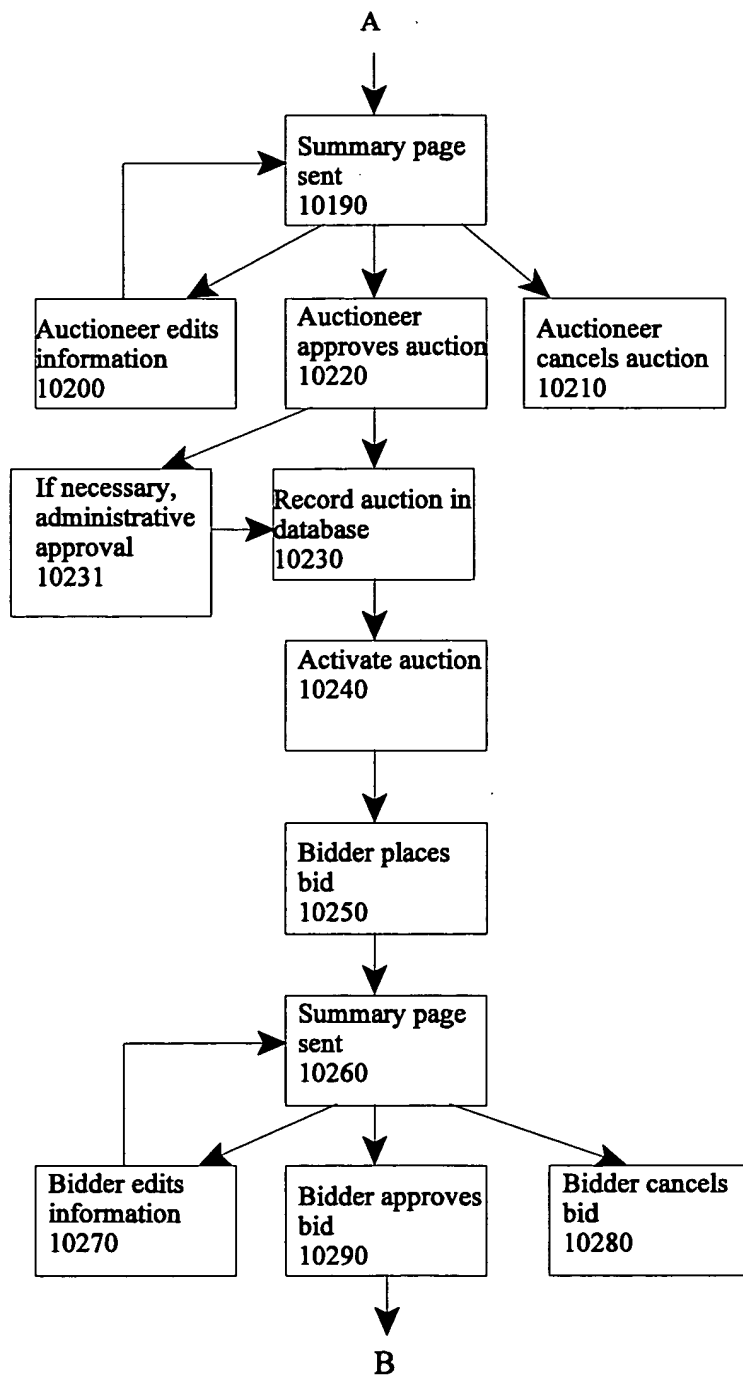 A
Summary page
sent
10190
Auctioneer edits
information
10200
Auctioneer
approves auction
10220
Auctioneer
cancels auction
10210
If necessary,
administrative
approval
10231
Record auction in
database
10230
Activate auction
10240
Bidder places
bid
10250
Summary page
sent
10260
Bidder edits
information
10270
Bidder approves
bid
10290
Bidder cancels
bid
10280
B